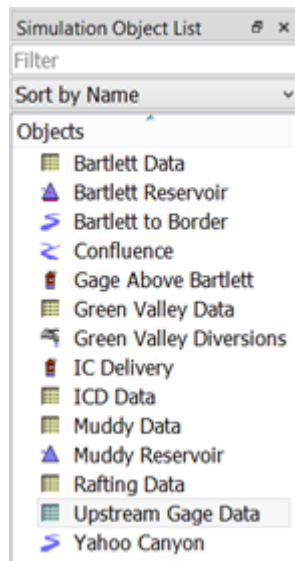 Simulation Object List
Filter
Sort by Name
Objects
Bartlett Data
Bartlett Reservoir
Bartlett to Border
Confluence
Gage Above Bartlett
Green Valley Data
Green Valley Diversions
IC Delivery
ICD Data
Muddy Data
Muddy Reservoir
Rafting Data
Upstream Gage Data
Yahoo Canyon